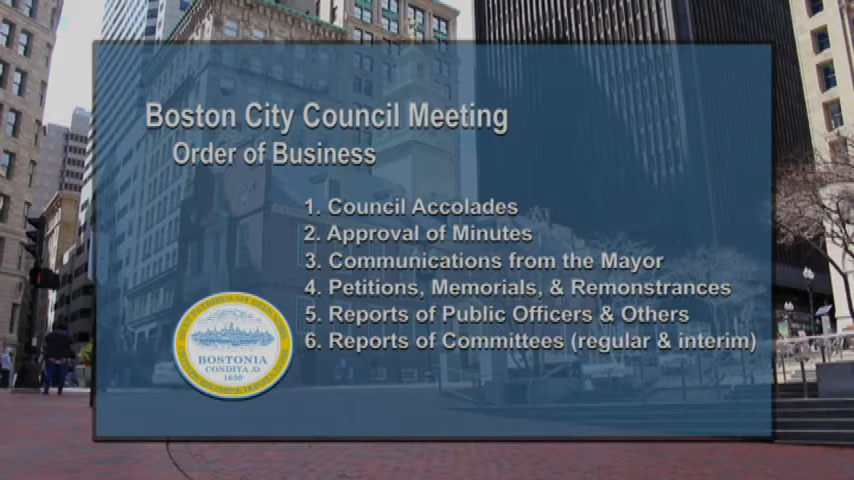 Boston City Council Meeting
Order of Business
1. Council Accolades
2. Approval of Minutes
3. Communications from the Mayor
4. Petitions, Memorials, & Remonstrances
5. Reports of Public Officers & Others
6. Reports of Committees (regular & interim)
BOSTONIA
CONDITA AD
1630